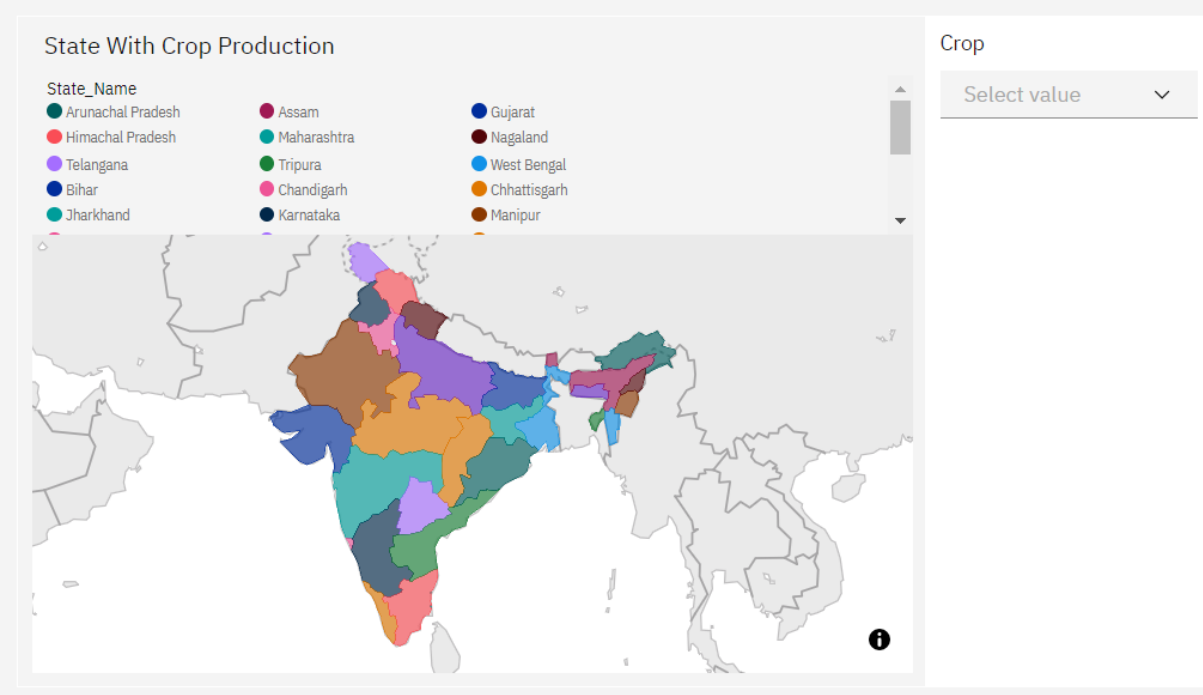 State With Crop Production
Crop
Select value
State_Name
Arunachal Pradesh Assam Gujarat
Himachal Pradesh Maharashtra Nagaland
Telangana Tripura West Bengal
Bihar Chandigarh Chhattisgarh
Jharkhand Karnataka Manipur